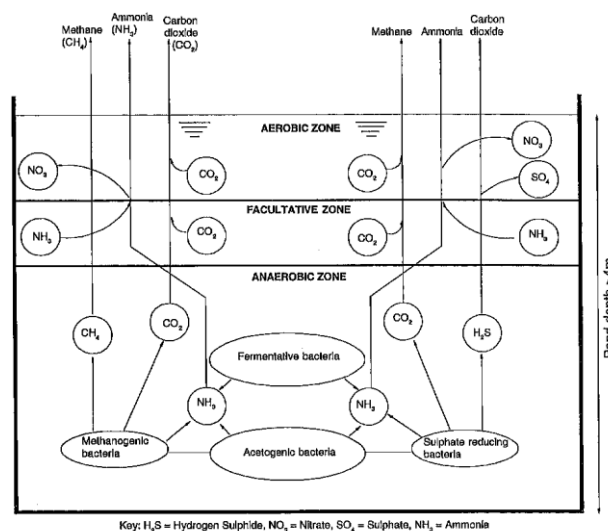 Methane
(CH₄)
Ammonia
(NH₃)
Carbon
dioxide
(CO₂)
Methane
Ammonia
Carbon
dioxide
AEROBIC ZONE
NO₃
CO₂
CO₂
NO₃
SO₄
FACULTATIVE ZONE
NH₃
CO₂
CO₂
NH₃
ANAEROBIC ZONE
CH₄
CO₂
CO₂
H₂S
Fermentative bacteria
NH₃
NH₃
Methanogenic
bacteria
Acetogenic bacteria
Sulphate reducing
bacteria
Key: H₂S = Hydrogen Sulphide, NO₃ = Nitrate, SO₄ = Sulphate, NH₃ = Ammonia